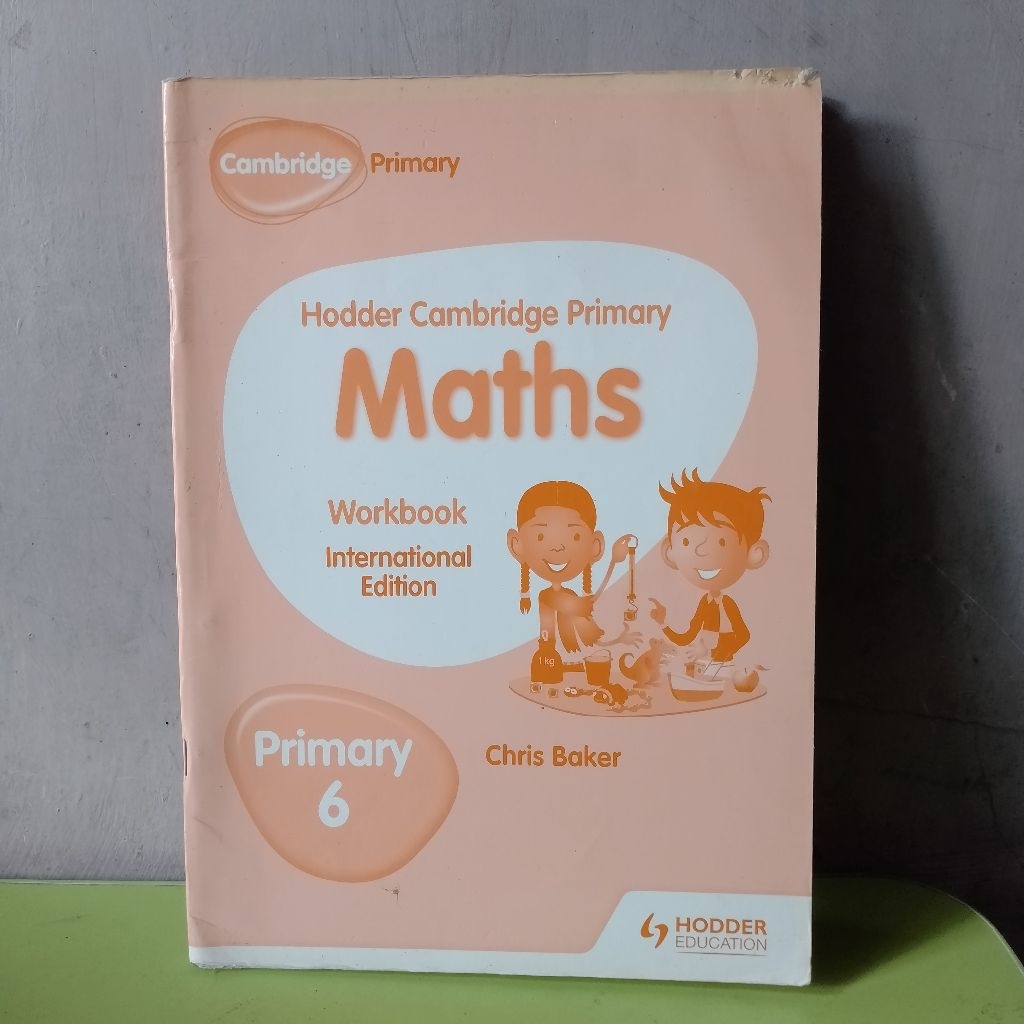 Cambridge Primary
Hodder Cambridge Primary
Maths
Workbook
International
Edition
1 kg
Primary
6
Chris Baker
HODDER
EDUCATION